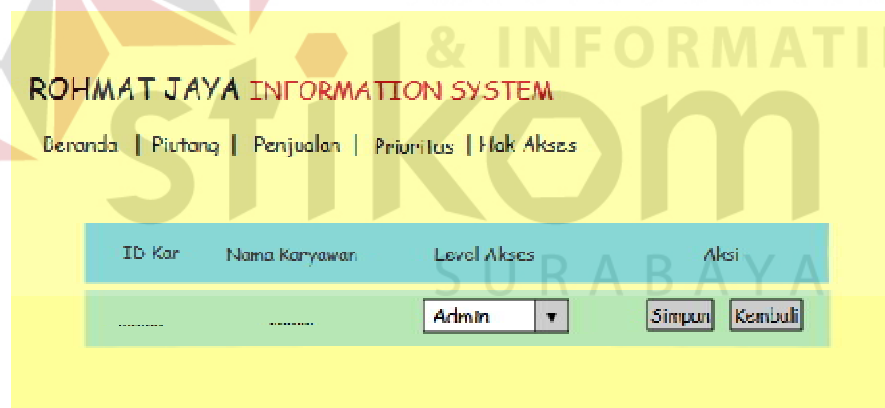 & INFORMATI
ROHMAT JAYA INFORMATION SYSTEM
Beranda | Piutang | Penjualan | Prioritas | Hak Akses
stikom
ID Kar Nama Karyawan Level Akses Aksi
SURABAYA
............ ............ Admin ▼ Simpan Kembali